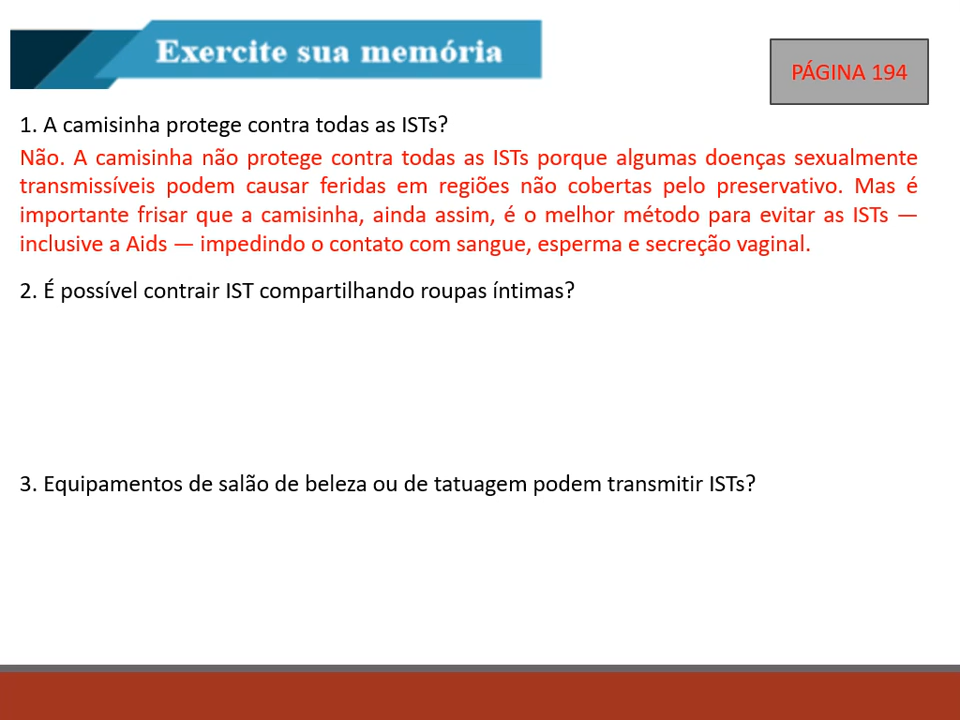 Exercite sua memória
PÁGINA 194
1. A camisinha protege contra todas as ISTs?
Não. A camisinha não protege contra todas as ISTs porque algumas doenças sexualmente
transmissíveis podem causar feridas em regiões não cobertas pelo preservativo. Mas é
importante frisar que a camisinha, ainda assim, é o melhor método para evitar as ISTs —
inclusive a Aids — impedindo o contato com sangue, esperma e secreção vaginal.
2. É possível contrair IST compartilhando roupas íntimas?
3. Equipamentos de salão de beleza ou de tatuagem podem transmitir ISTs?